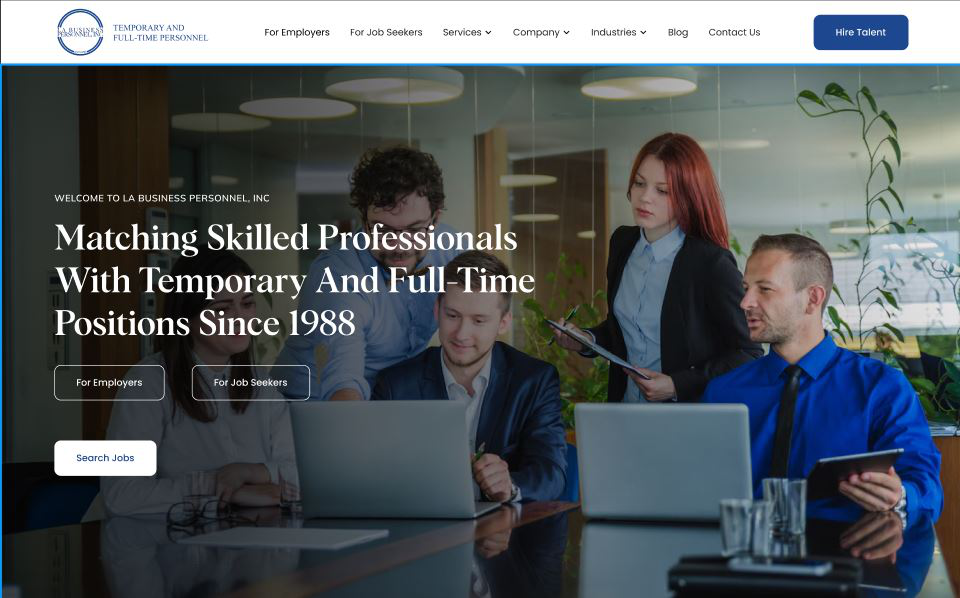 LA BUSINESS
PERSONNEL, INC
TEMPORARY AND
FULL-TIME PERSONNEL
For Employers
For Job Seekers
Services
Company
Industries
Blog
Contact Us
Hire Talent
WELCOME TO LA BUSINESS PERSONNEL, INC
Matching Skilled Professionals
With Temporary And Full-Time
Positions Since 1988
For Employers
For Job Seekers
Search Jobs